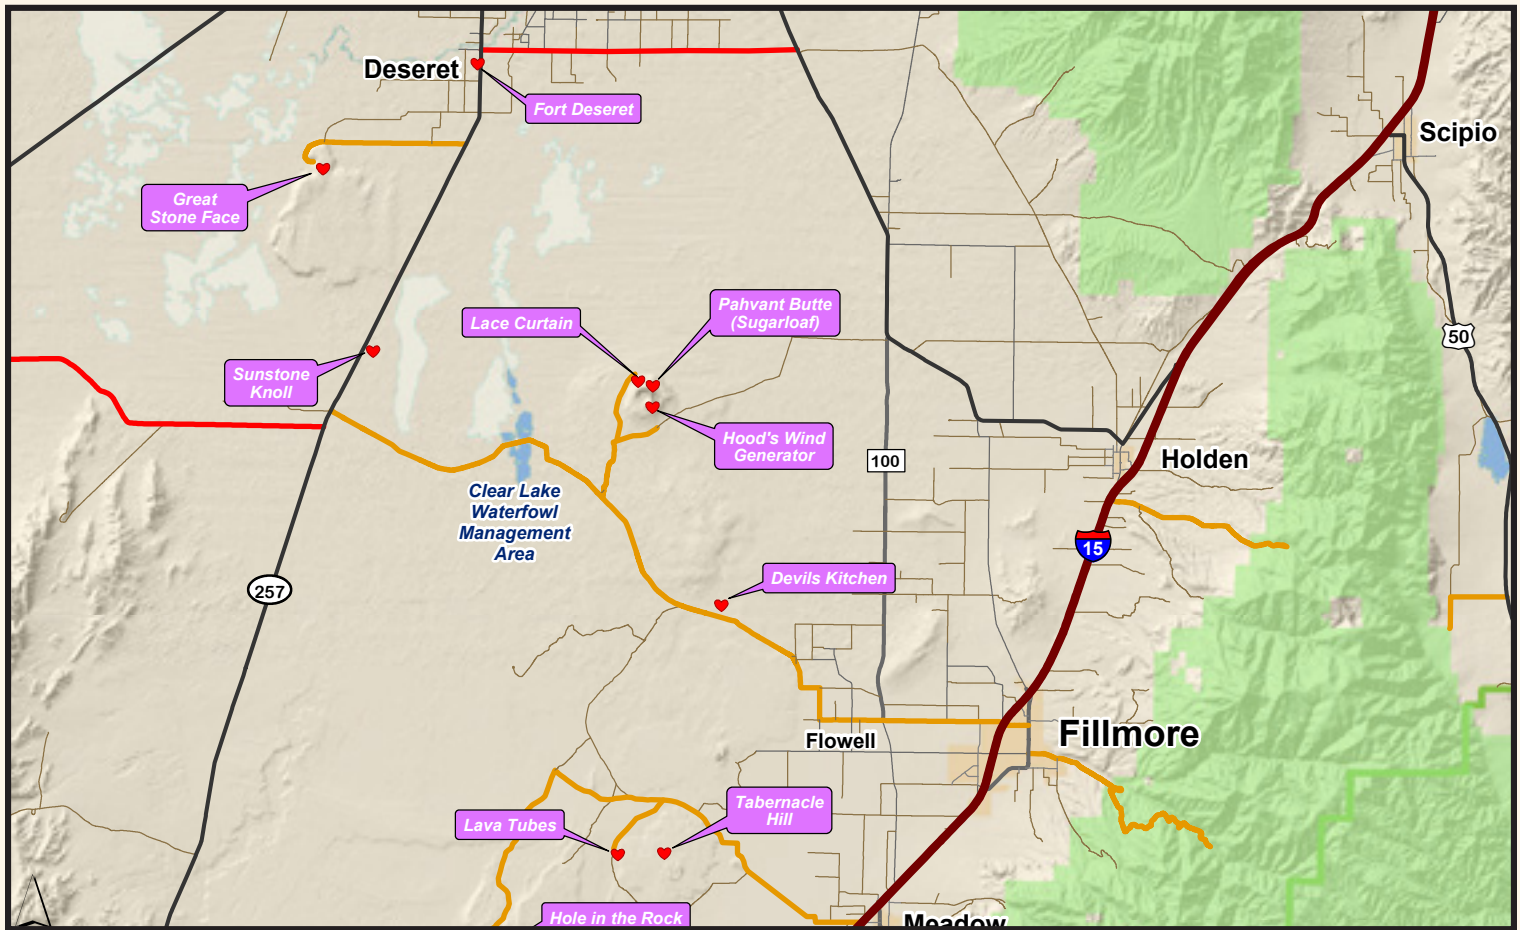 Deseret
Fort Deseret
Scipio
Great
Stone Face
Lace Curtain
Pahvant Butte
(Sugarloaf)
50
Sunstone
Knoll
Hood's Wind
Generator
100
Holden
Clear Lake
Waterfowl
Management
Area
15
257
Devils Kitchen
Flowell
Fillmore
Lava Tubes
Tabernacle
Hill
Hole in the Rock
Meadow